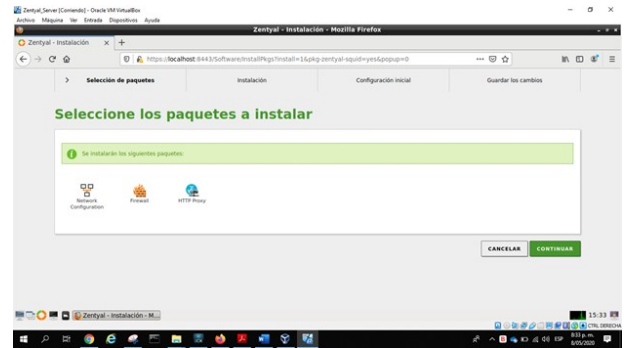 Zentyal_Server [Corriendo] - Oracle VM VirtualBox
Archivo Máquina Ver Entrada Dispositivos Ayuda
Zentyal - Instalación - Mozilla Firefox
Zentyal - Instalación
https://localhost:8443/Software/InstallPkgs?install=1&pkg-zentyal-squid=yes&popup=0
Selección de paquetes
Instalación
Configuración inicial
Guardar los cambios
Seleccione los paquetes a instalar
Se instalarán los siguientes paquetes:
Network Firewall HTTP Proxy
Configuration
CANCELAR CONTINUAR
Zentyal - Instalación - M...
15:33
CTRL DERECHA
ESP
8:33 p. m.
8/05/2020